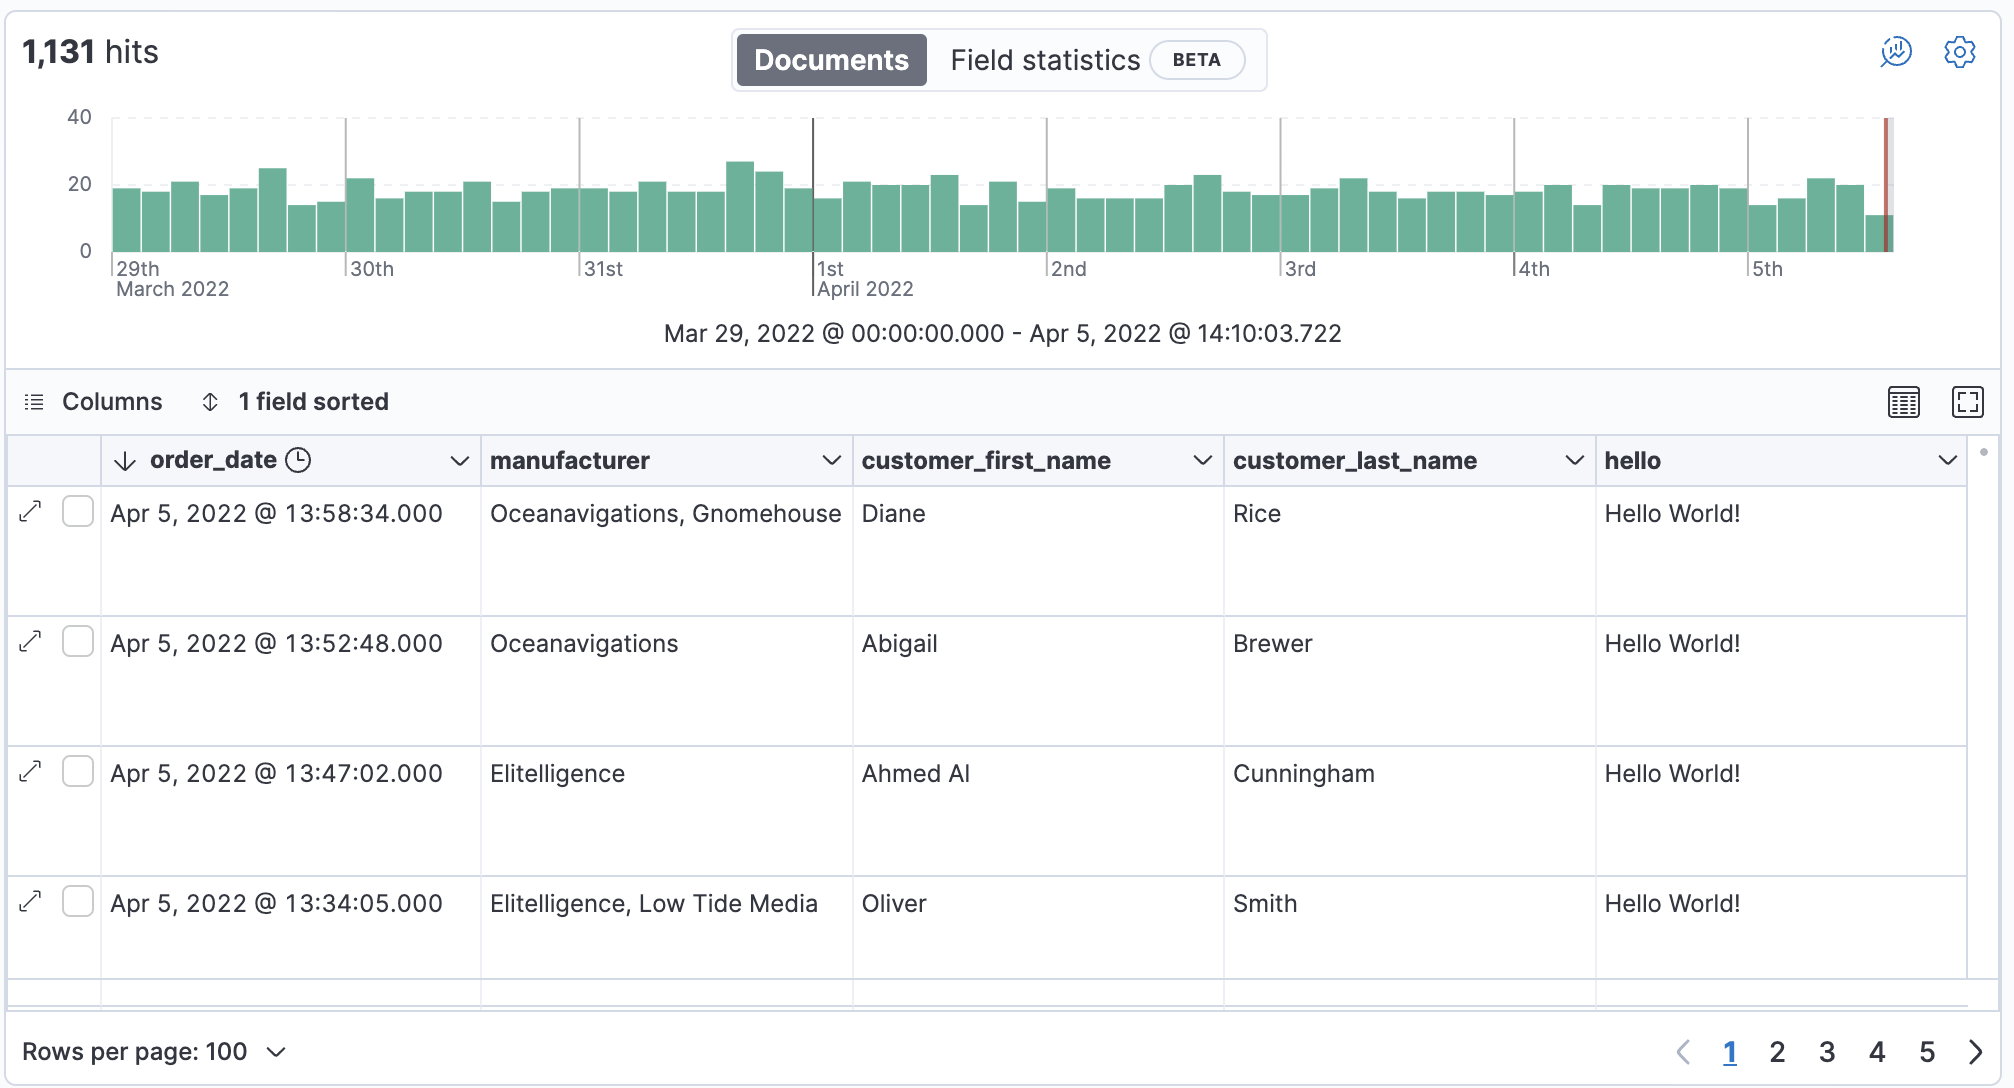 1,131 hits
Documents Field statistics BETA
40
20
0
29th 30th 31st 1st 2nd 3rd 4th 5th
March 2022 April 2022
Mar 29, 2022 @ 00:00:00.000 - Apr 5, 2022 @ 14:10:03.722
Columns 1 field sorted
order_date manufacturer customer_first_name customer_last_name hello
Apr 5, 2022 @ 13:58:34.000 Oceanavigations, Gnomehouse Diane Rice Hello World!
Apr 5, 2022 @ 13:52:48.000 Oceanavigations Abigail Brewer Hello World!
Apr 5, 2022 @ 13:47:02.000 Elitelligence Ahmed Al Cunningham Hello World!
Apr 5, 2022 @ 13:34:05.000 Elitelligence, Low Tide Media Oliver Smith Hello World!
Rows per page: 100 1 2 3 4 5